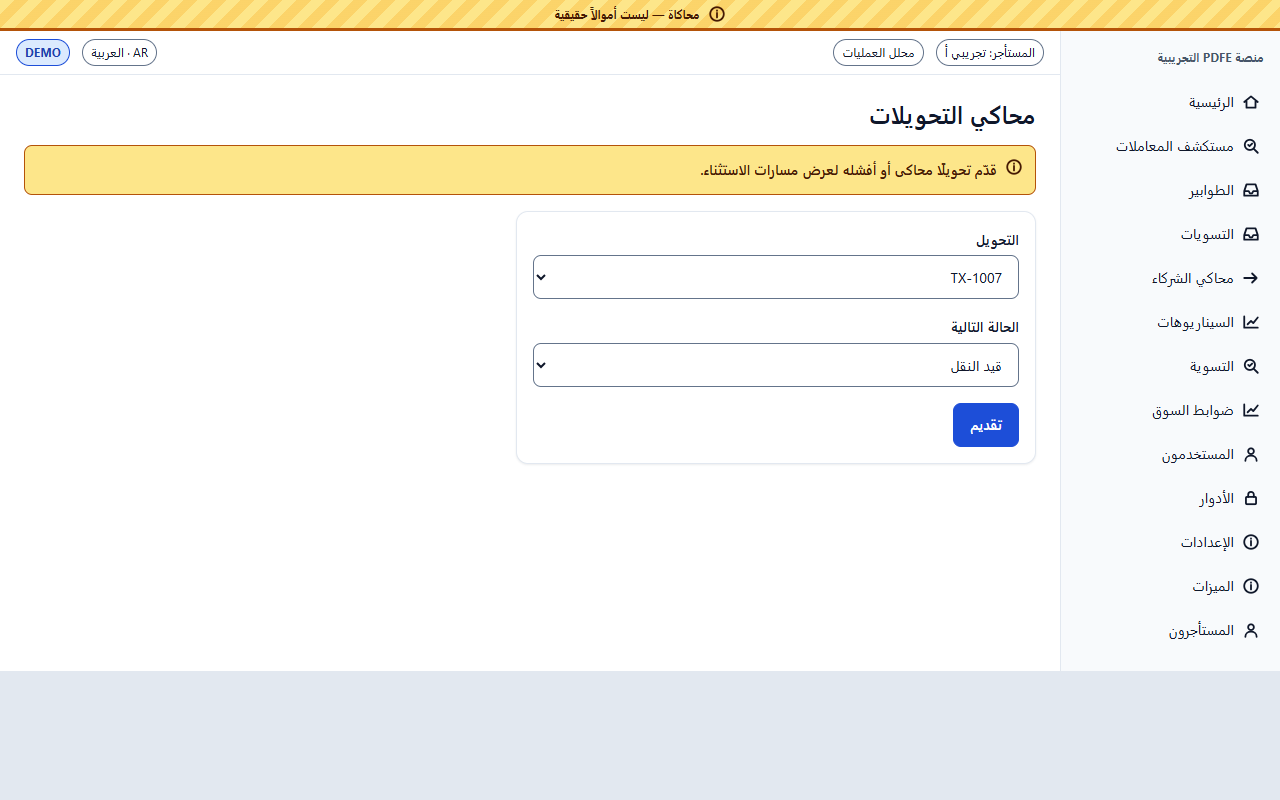 محاكاة — ليست أموالاً حقيقية
منصة PDFE التجريبية
الرئيسية
مستكشف المعاملات
الطوابير
التسويات
محاكي الشركاء
السيناريوهات
التسوية
ضوابط السوق
المستخدمون
الأدوار
الإعدادات
الميزات
المستأجرون
المستأجر: تجريبي أ
محلل العمليات
AR · العربية
DEMO
محاكي التحويلات
قدّم تحويلًا محاكى أو أفشله لعرض مسارات الاستثناء.
التحويل
TX-1007
الحالة التالية
قيد النقل
تقديم